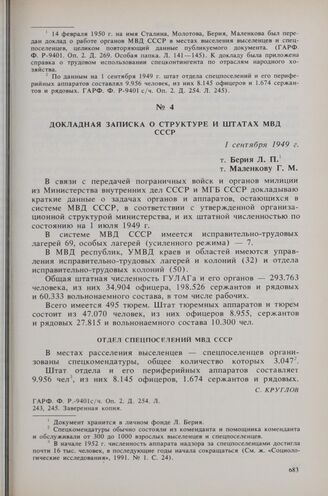 ¹ 14 февраля 1950 г. на имя Сталина, Молотова, Берия, Маленкова был пере-
дан доклад о работе органов МВД СССР в местах выселения выселенцев и спец-
поселенцев, целиком повторяющий данные публикуемого документа. (ГАРФ.
Ф. Р-9401. Оп. 2. Д. 269. Особая папка. Л. 141—145). К докладу была приложена
справка о трудовом использовании спецконтингента по отраслям народного хо-
зяйства.
² По данным на 1 сентября 1949 г. штат отдела спецпоселений и его перифе-
рийных аппаратов составлял 9.956 человек, из них 8.145 офицеров и 1.674 сержан-
тов и рядовых. ГАРФ. Ф. Р-9401 с/ч. Оп. 2. Д. 254. Л. 245).
№ 4
ДОКЛАДНАЯ ЗАПИСКА О СТРУКТУРЕ И ШТАТАХ МВД
СССР
1 сентября 1949 г.
т. Берия Л. П.¹
т. Маленкову Г. М.
В связи с передачей пограничных войск и органов милиции
из Министерства внутренних дел СССР и МГБ СССР докладываю
краткие данные о задачах органов и аппаратов, остающихся в
системе МВД СССР, в соответствии с утвержденной организа-
ционной структурой министерства, и их штатной численностью по
состоянию на 1 июля 1949 г.
В системе МВД СССР имеется исправительно-трудовых
лагерей 69, особых лагерей (усиленного режима) — 7.
В МВД республик, УМВД краев и областей имеются управ-
ления исправительно-трудовых лагерей и колоний (32) и отдела
исправительно-трудовых колоний (50).
Общая штатная численность ГУЛАГа и его органов — 293.763
человека, из них 34.904 офицера, 198.526 сержантов и рядовых
и 60.333 вольнонаемного состава, в том числе рабочих.
Всего имеется 495 тюрем. Штат тюремных аппаратов и тюрем
состоит из 47.070 человек, из них офицеров 8.955, сержантов
и рядовых 27.815 и вольнонаемного состава 10.300 чел.
ОТДЕЛ СПЕЦПОСЕЛЕНИЙ МВД СССР
В местах расселения выселенцев — спецпоселенцев органи-
зованы спецкомендатуры, общее количество которых 3.047².
Штат отдела и его периферийных аппаратов составляет
9.956 чел³, из них 8.145 офицеров, 1.674 сержантов и рядовых.
С. КРУГЛОВ
ГАРФ. Ф. Р-9401с/ч. Оп. 2. Д. 254. Л.
243, 245. Заверенная копия.
¹ Документ хранится в личном фонде Л. Берия.
² Спецкомендатуры обычно состояли из коменданта и помощника коменданта
и обслуживали от 300 до 1000 взрослых выселенцев и спецпоселенцев.
³ В начале 1952 г. численность аппарата надзора за спецпоселенцами достигла
почти 16 тыс. человек, в последующие годы начала сокращаться (См. ж. «Социоло-
гические исследования», 1991. № 1. С. 24).
683